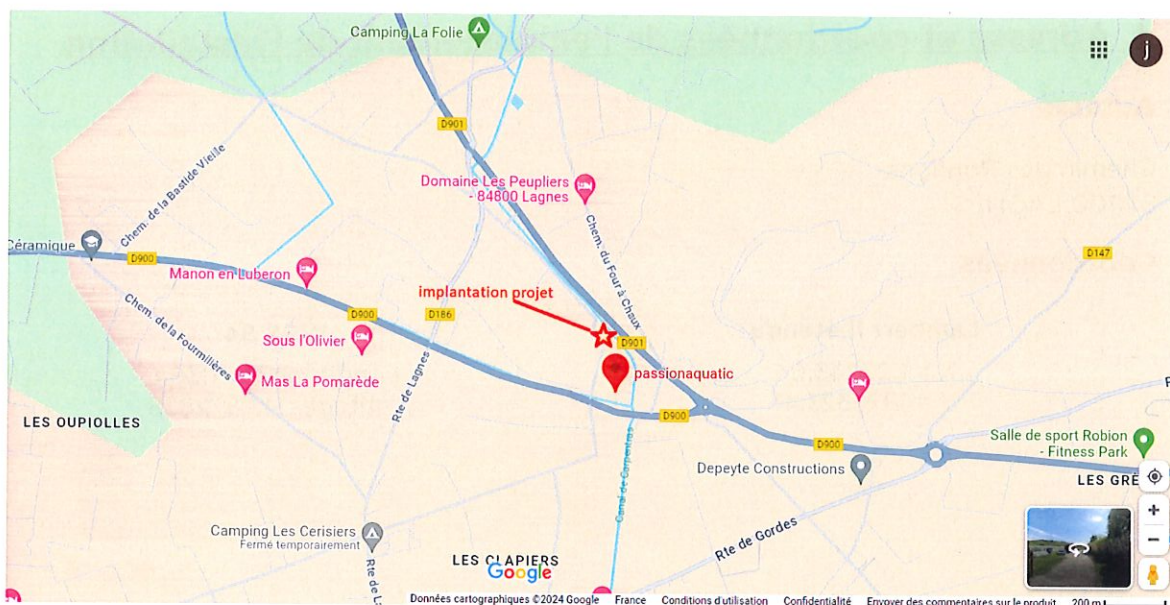 Camping La Folie
j
D901
Chem. de la Bastide Vieille
Domaine Les Peupliers
- 84800 Lagnes
Céramique
D900
Chem. du Four à Chaux
D147
Manon en Luberon
implantation projet
D900
D186
Chem. de la Fourmilières
Sous l'Olivier
D901
Mas La Pomarède
passionaquatic
Rte de Lagnes
LES OUPIOLLES
D900
D900
Salle de sport Robion
- Fitness Park
Canal de Carpentras
Depeyte Constructions
LES GRÈ
Camping Les Cerisiers
Fermé temporairement
Rte de Gordes
LES CLAPIERS
Google
Rte de L
Données cartographiques ©2024 Google France Conditions d'utilisation Confidentialité Envoyer des commentaires sur le produit 200 m